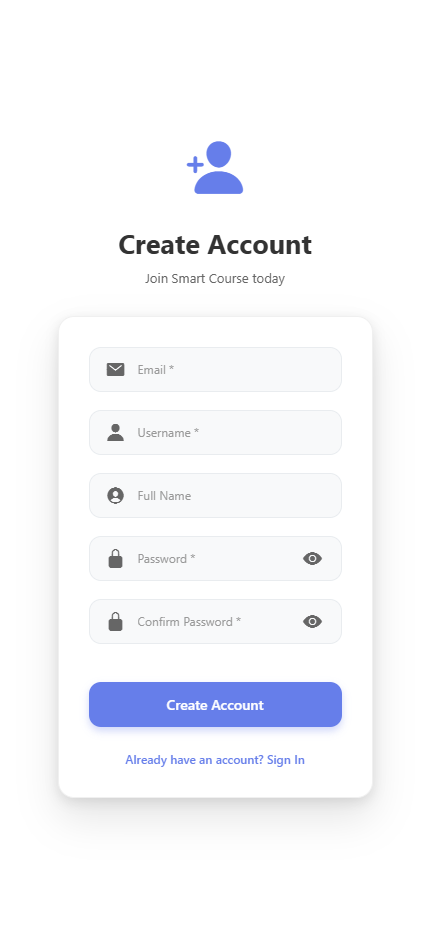 Create Account
Join Smart Course today
Email *
Username *
Full Name
Password *
Confirm Password *
Create Account
Already have an account? Sign In